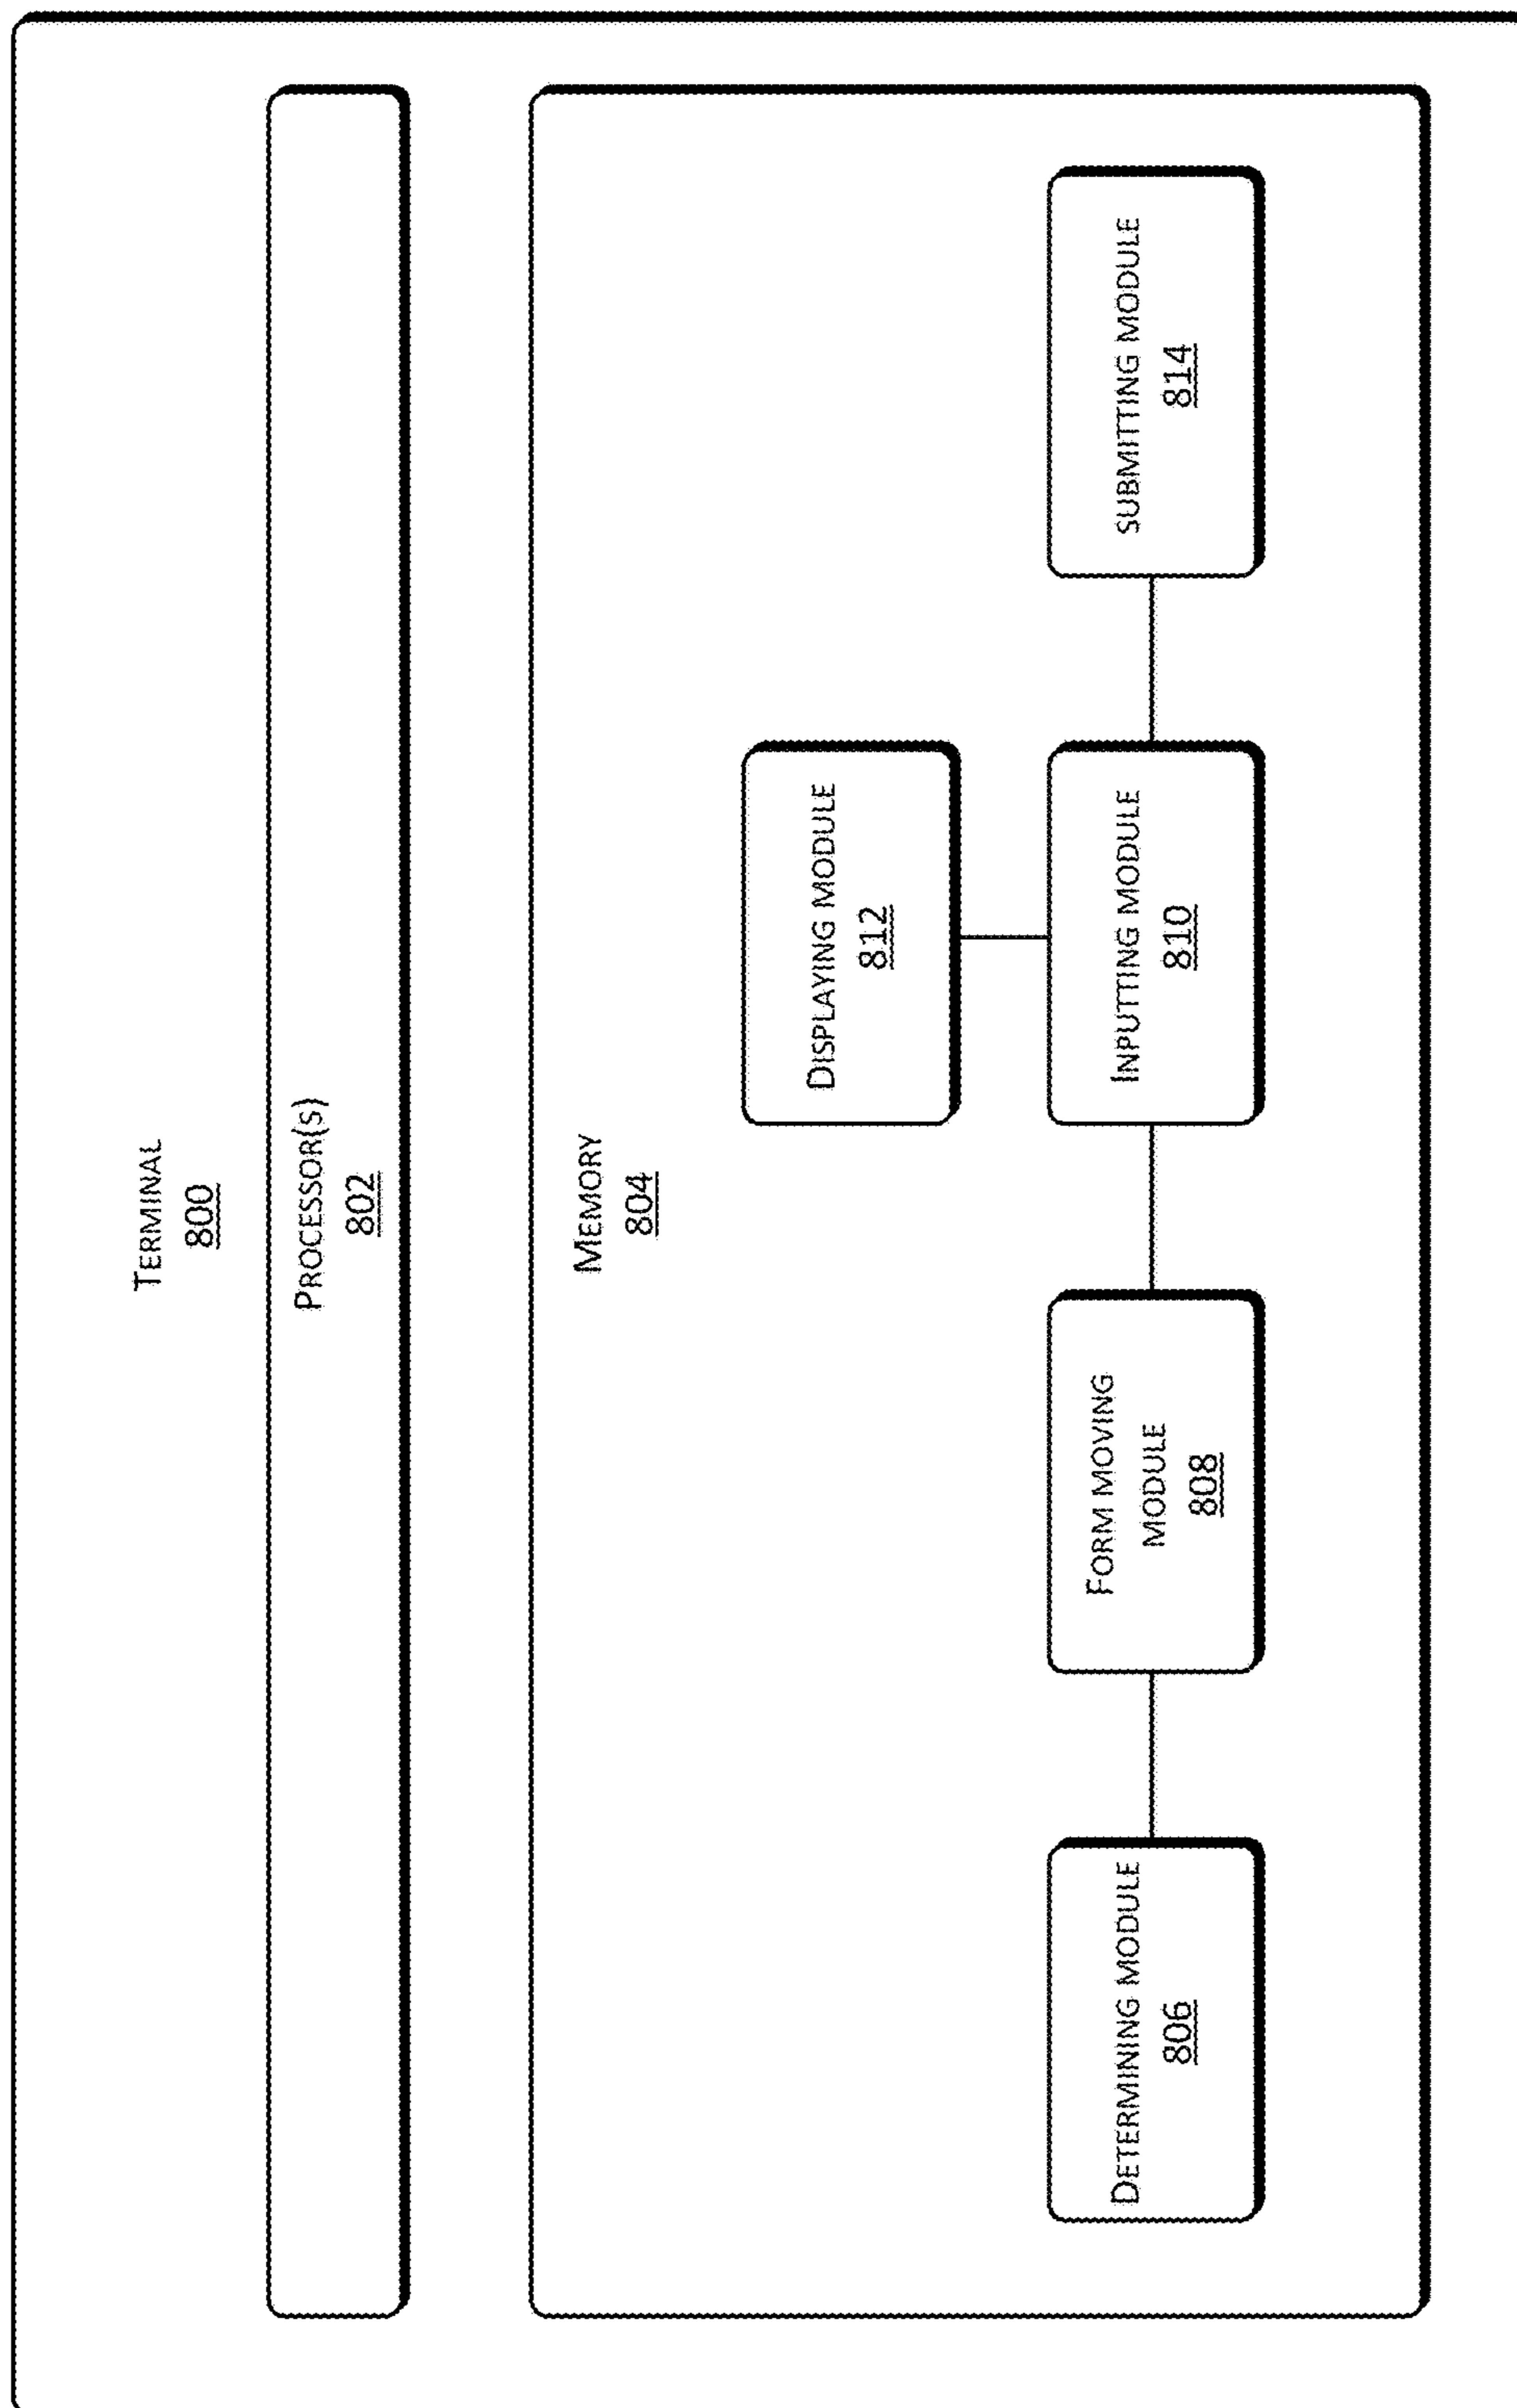 TERMINAL
800
PROCESSOR(S)
802
MEMORY
804
DISPLAYING MODULE
812
DETERMINING MODULE
806
FORM MOVING
MODULE
808
INPUTTING MODULE
810
SUBMITTING MODULE
814